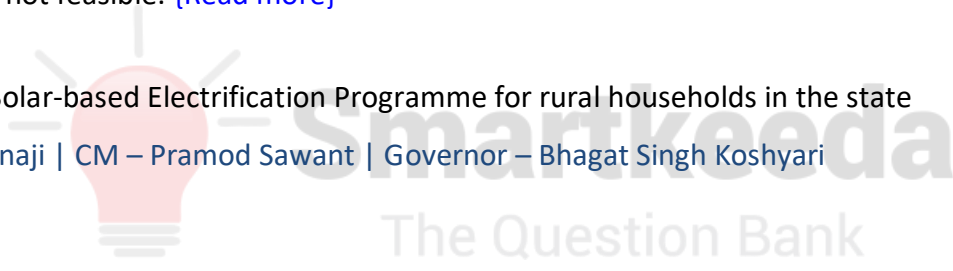 not feasible. {Read more}
Solar-based Electrification Programme for rural households in the state
naji | CM – Pramod Sawant | Governor – Bhagat Singh Koshyari
Smartkeeda
The Question Bank